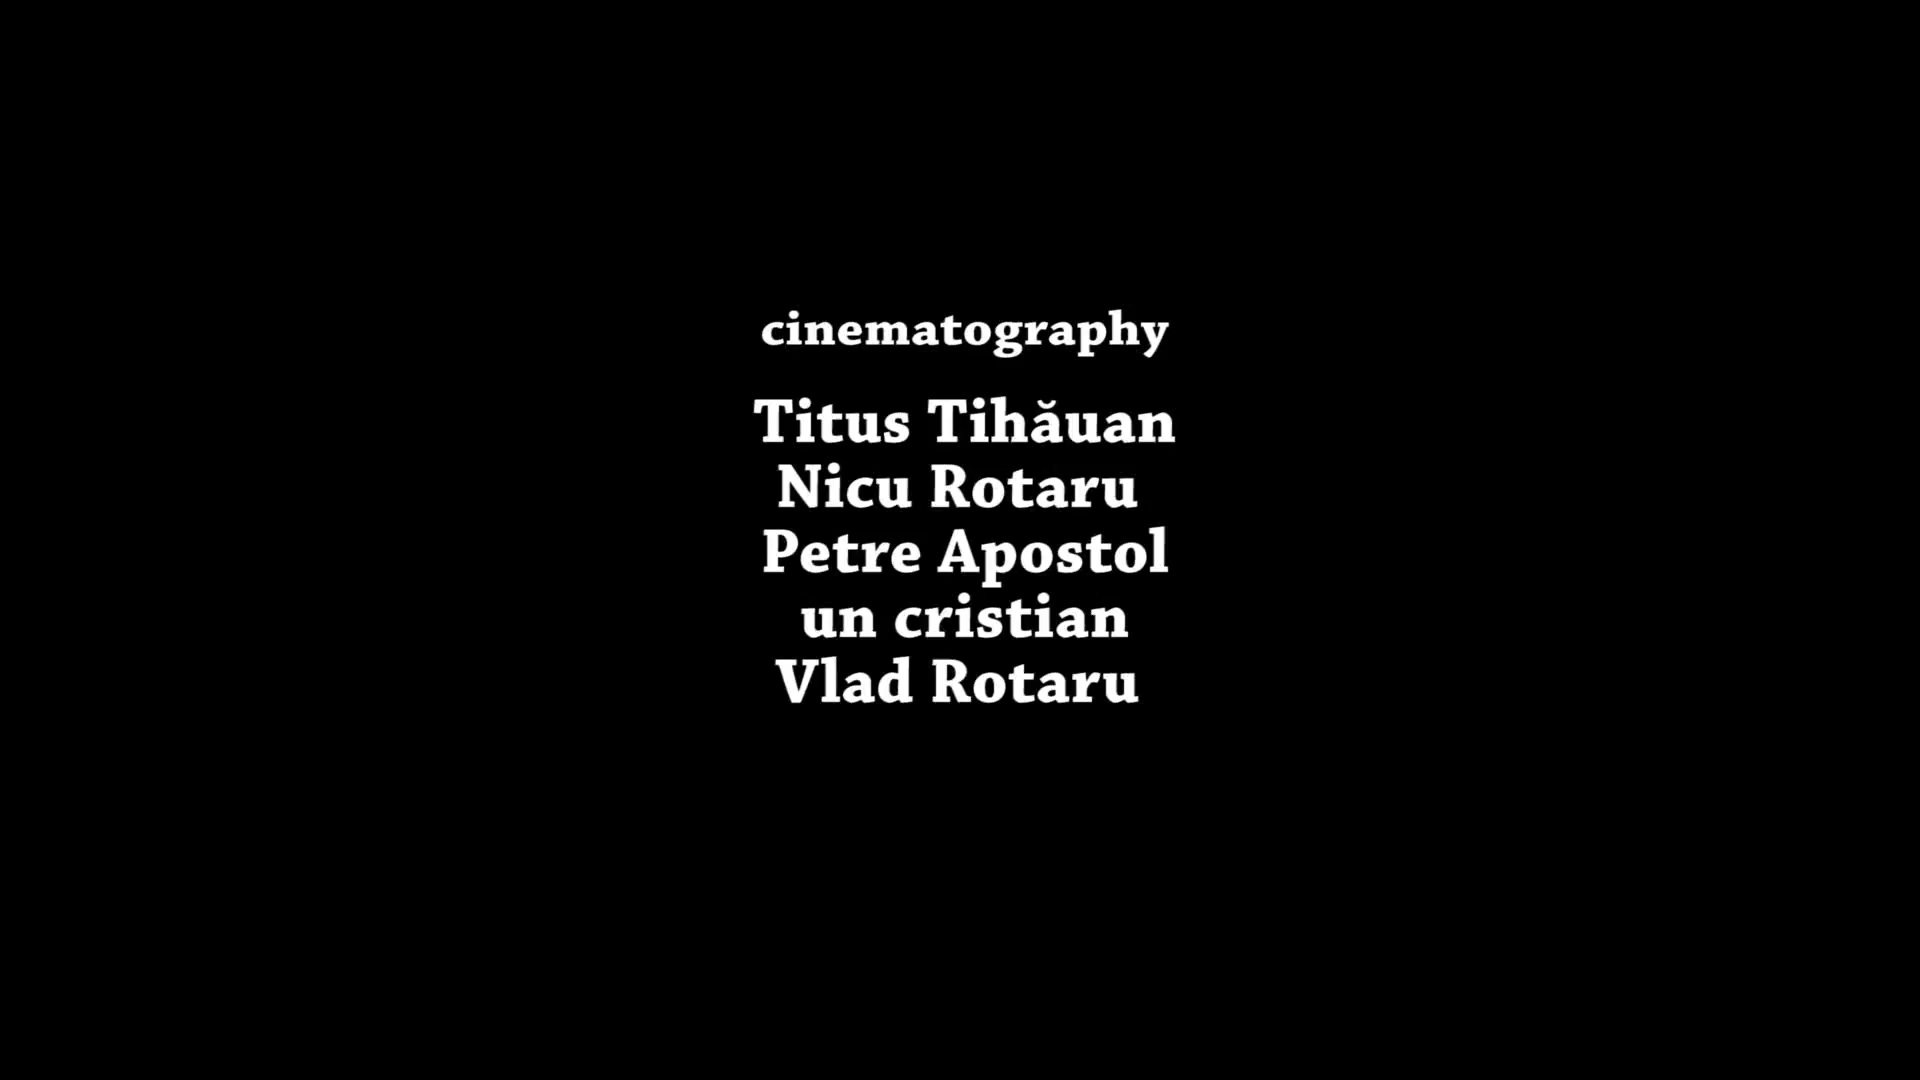 cinematography
Titus Tihăuan
Nicu Rotaru
Petre Apostol
un cristian
Vlad Rotaru